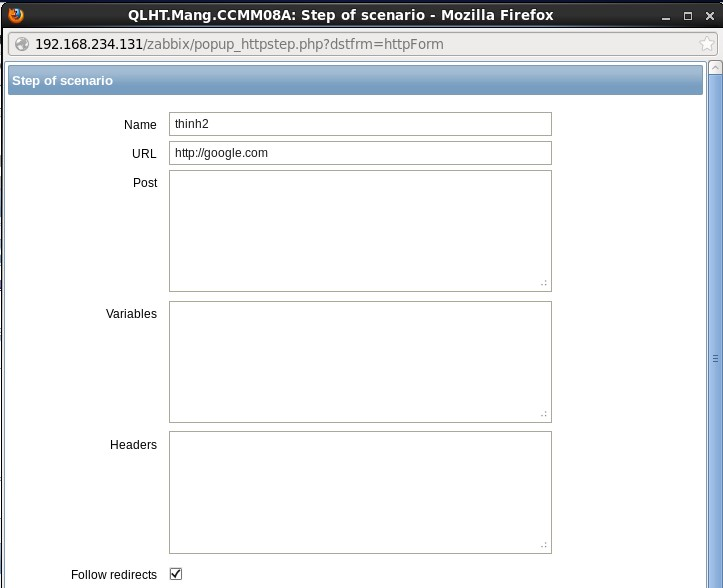 QLHT.Mang.CCMM08A: Step of scenario - Mozilla Firefox
192.168.234.131/zabbix/popup_httpstep.php?dstfrm=httpForm
Step of scenario
Name thinh2
URL http://google.com
Post
Variables
Headers
Follow redirects